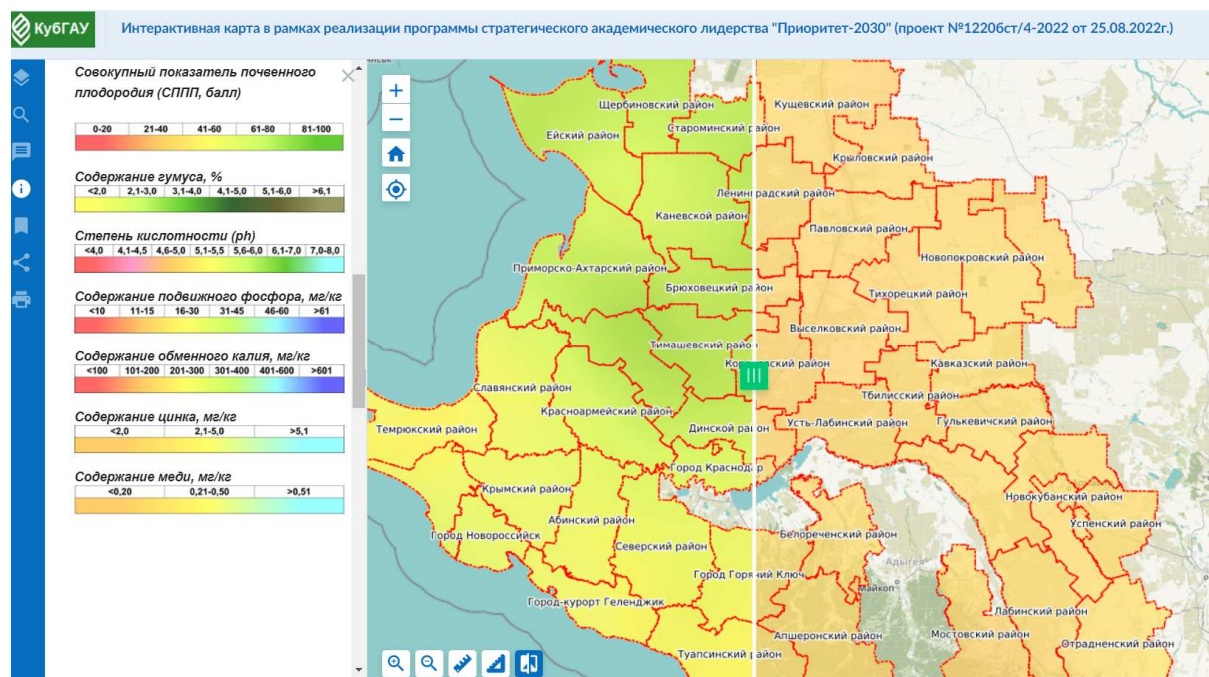 КубГАУ
Интерактивная карта в рамках реализации программы стратегического академического лидерства "Приоритет-2030" (проект №1220бст/4-2022 от 25.08.2022г.)
Совокупный показатель почвенного
плодородия (СППП, балл)
0-20 21-40 41-60 61-80 81-100
Содержание гумуса, %
<2,0 2,1-3,0 3,1-4,0 4,1-5,0 5,1-6,0 >6,1
Степень кислотности (ph)
<4,0 4,1-4,5 4,6-5,0 5,1-5,5 5,6-6,0 6,1-7,0 7,0-8,0
Содержание подвижного фосфора, мг/кг
<10 11-15 16-30 31-45 46-60 >61
Содержание обменного калия, мг/кг
<100 101-200 201-300 301-400 401-600 >601
Содержание цинка, мг/кг
<2,0 2,1-5,0 >5,1
Содержание меди, мг/кг
<0,20 0,21-0,50 >0,51
Щербиновский район
Кущевский район
Ейский район
Староминский район
Крыловский район
Ленинградский район
Каневской район
Павловский район
Новопокровский район
Приморско-Ахтарский район
Брюховецкий район
Тихорецкий район
Выселковский район
Тимашевский район
Кавказский район
Славянский район
Тбилисский район
Красноармейский район
Темрюкский район
Динской район
Усть-Лабинский район
Гулькевичский район
Город Краснодар
Крымский район
Новокубанский район
Абинский район
Успенский район
Город Новороссийск
Северский район
Белореченский район
Адыгея
Город Горячий Ключ
Майкоп
Город-курорт Геленджик
Лабинский район
Апшеронский район
Мостовский район
Отрадненский район
Туапсинский район